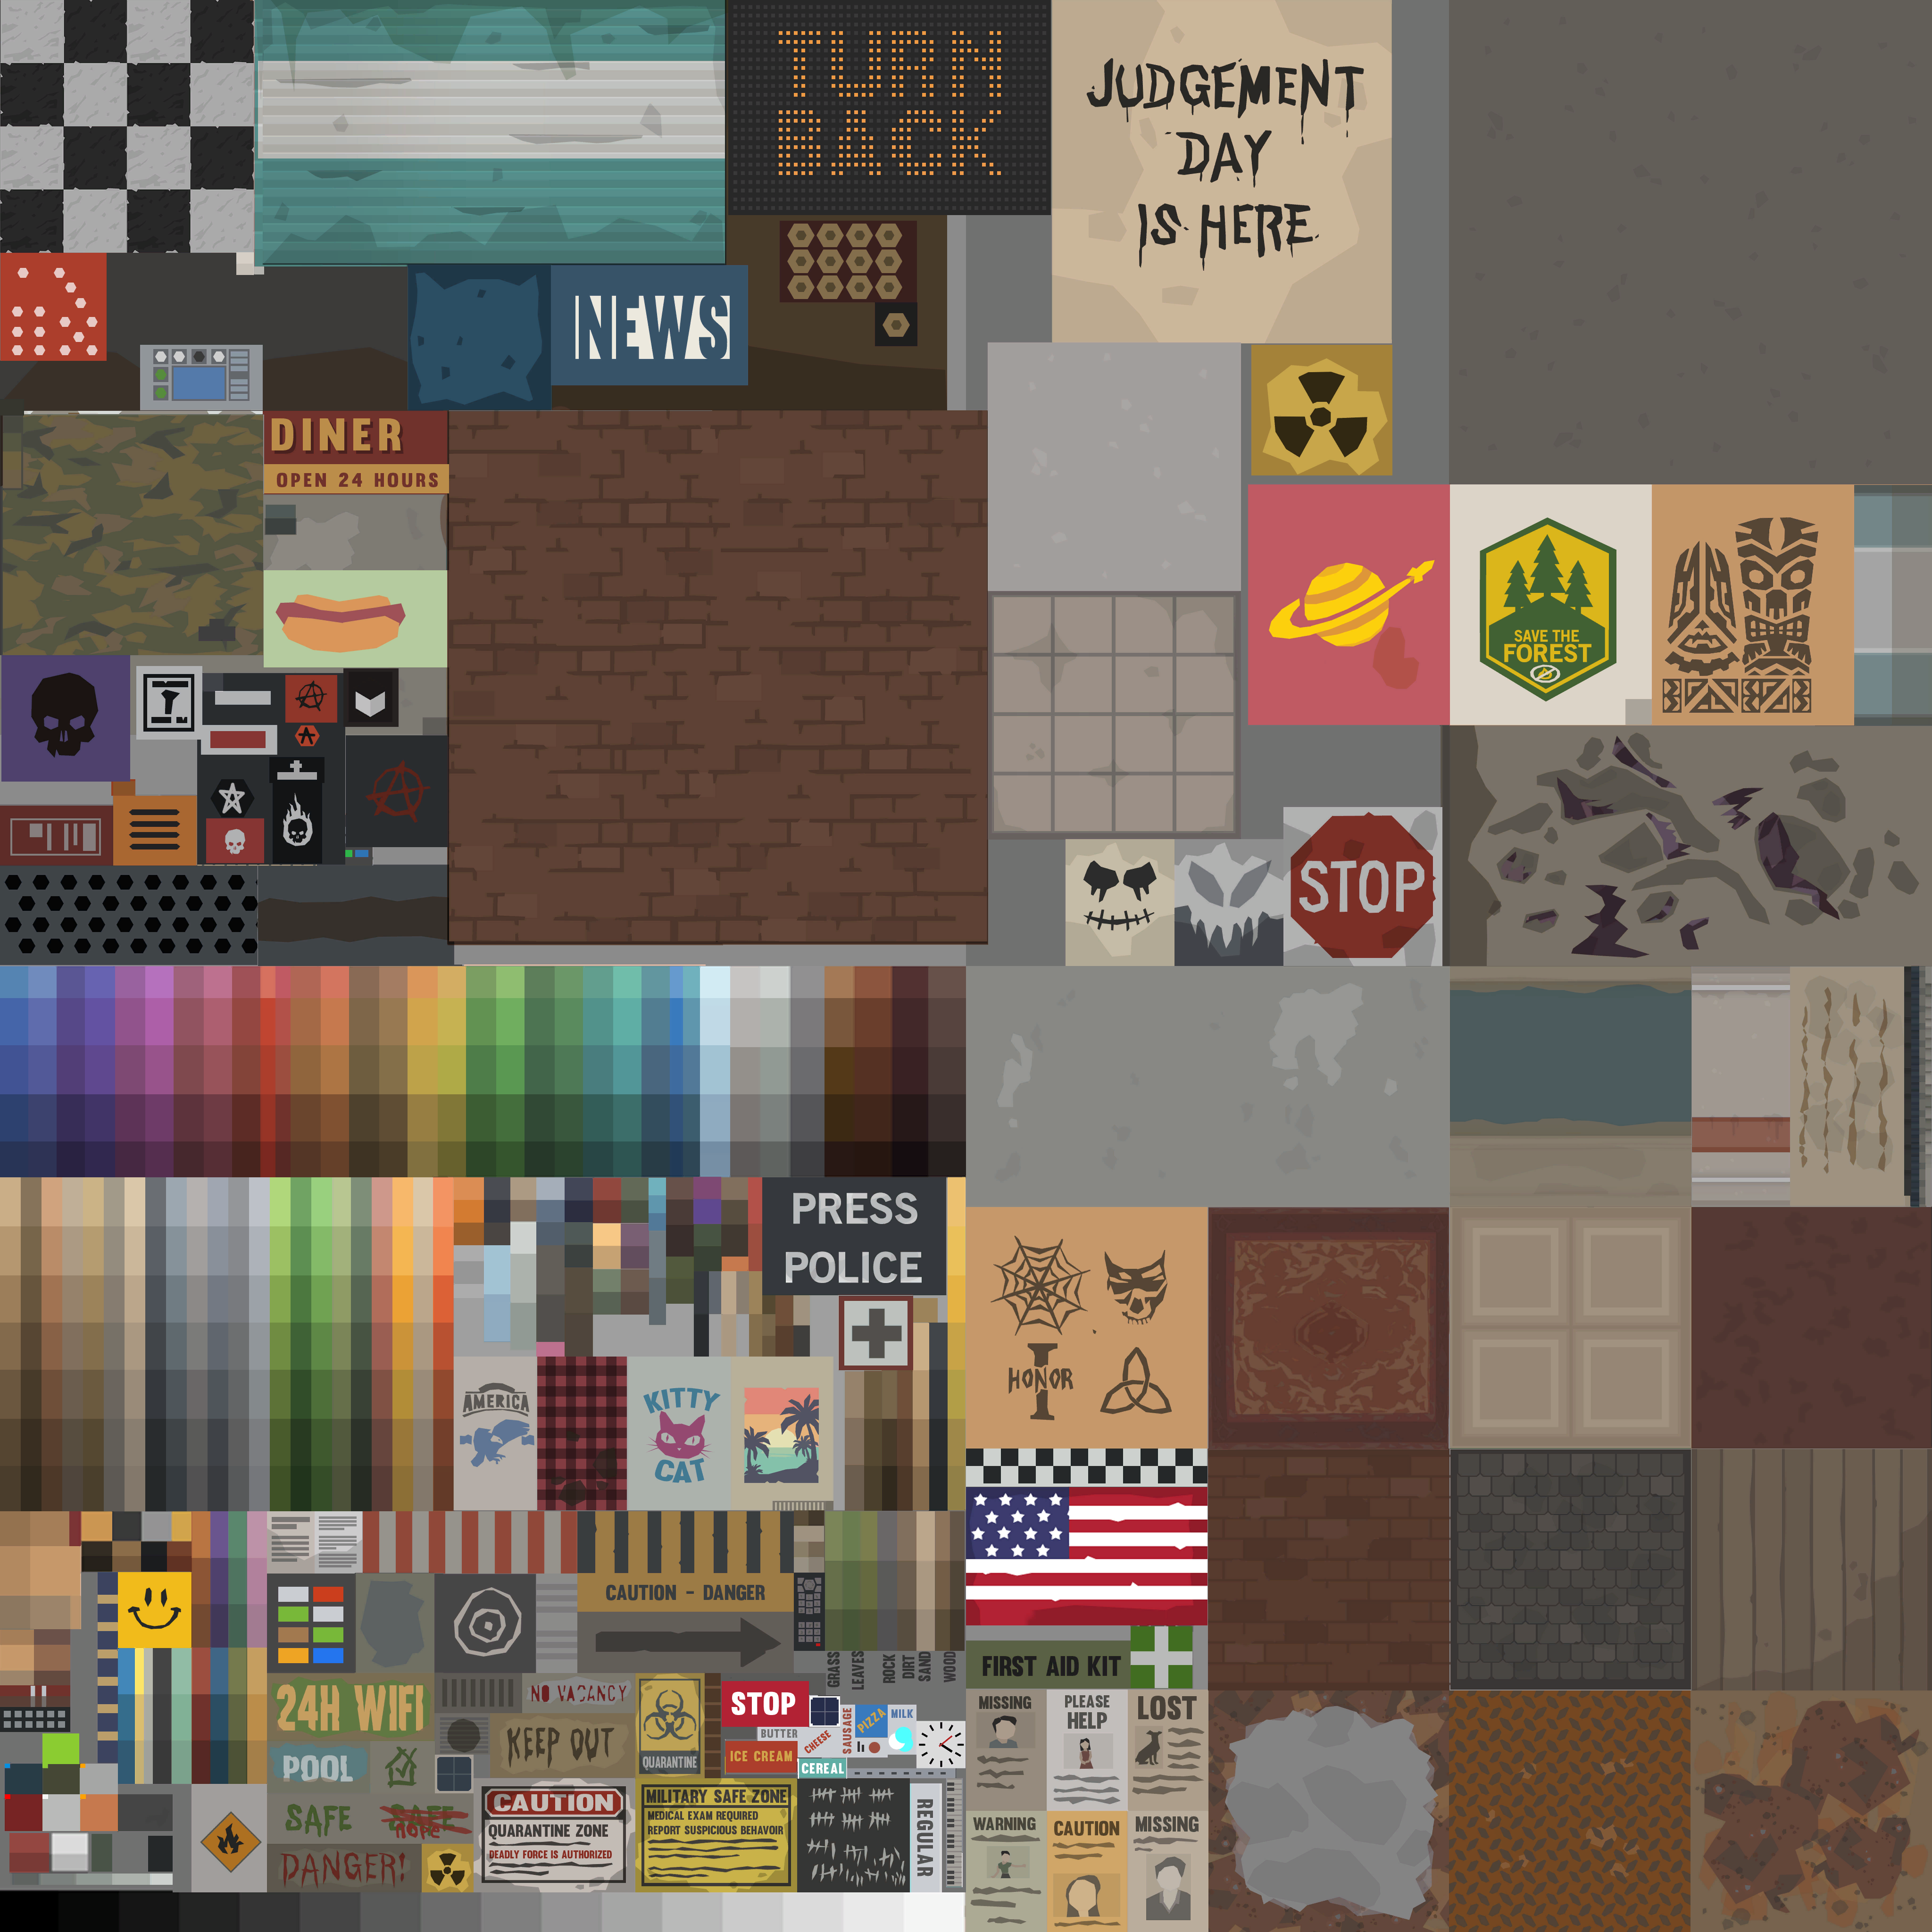 TURN
BACK
JUDGEMENT
DAY
IS HERE
NEWS
DINER
OPEN 24 HOURS
SAVE THE
FOREST
STOP
PRESS
POLICE
AMERICA
KITTY
CAT
HONOR
CAUTION - DANGER
GRASS
LEAVES
ROCK
DIRT
SAND
WOOD
FIRST AID KIT
24H WIFI
NO VACANCY
KEEP OUT
QUARANTINE
STOP
BUTTER
ICE CREAM
CHEESE
SAUSAGE
PIZZA
MILK
CEREAL
POOL
SAFE
SAFE
NOPE
DANGER!
CAUTION
QUARANTINE ZONE
DEADLY FORCE IS AUTHORIZED
MILITARY SAFE ZONE
MEDICAL EXAM REQUIRED
REPORT SUSPICIOUS BEHAVOIR
REGULAR
MISSING
PLEASE
HELP
LOST
WARNING
CAUTION
MISSING